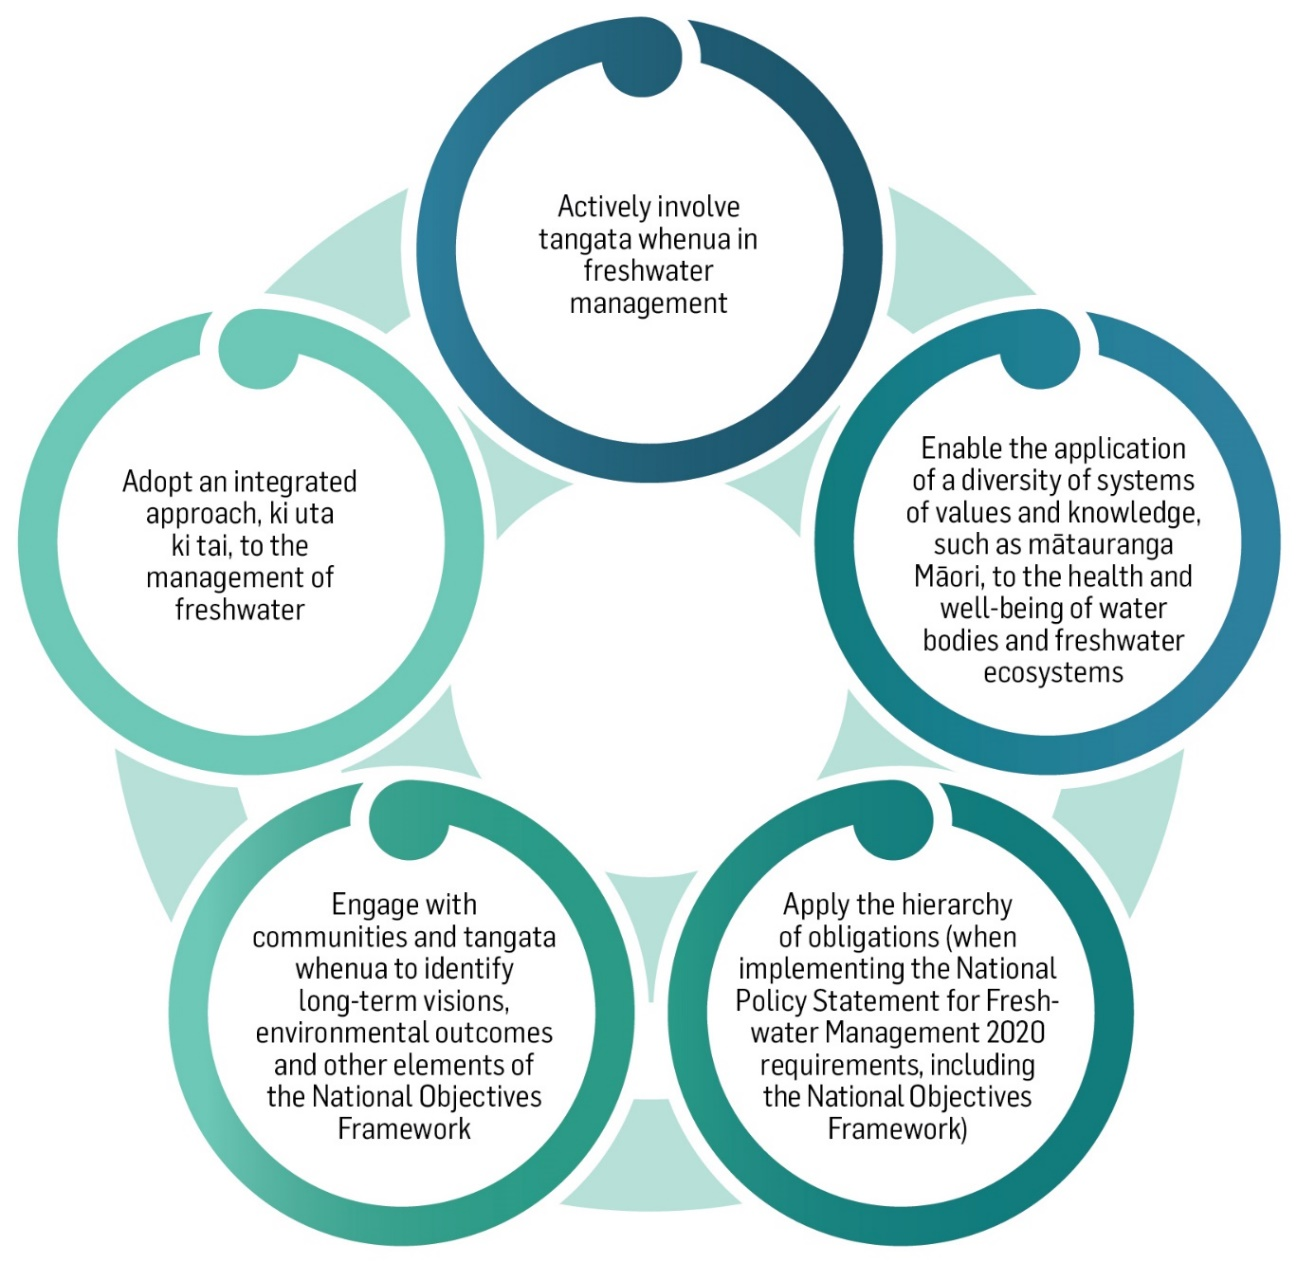 Actively involve
tangata whenua in
freshwater
management
Enable the application
of a diversity of systems
of values and knowledge,
such as mātauranga
Māori, to the health and
well-being of water
bodies and freshwater
ecosystems
Apply the hierarchy
of obligations (when
implementing the National
Policy Statement for Fresh-
water Management 2020
requirements, including
the National Objectives
Framework)
Engage with
communities and tangata
whenua to identify
long-term visions,
environmental outcomes
and other elements of
the National Objectives
Framework
Adopt an integrated
approach, ki uta
ki tai, to the
management of
freshwater